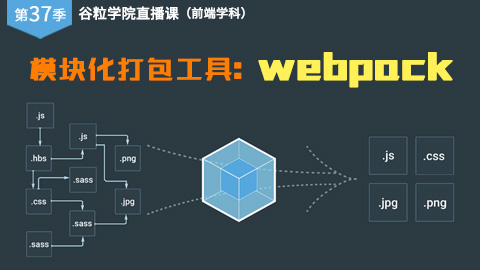 第37季 谷粒学院直播课（前端学科）
模块化打包工具: webpack
.js
.js
.hbs
.png
.sass
.css
.jpg
.sass
.sass
.js
.css
.jpg
.png